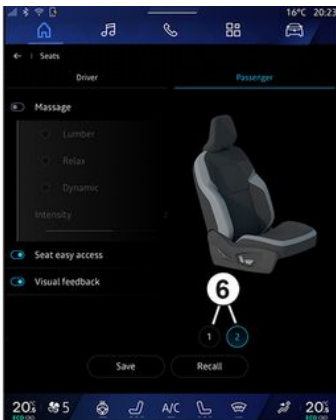 16°C 20:23
Seats
Driver
Passenger
Massage
Lumber
Relax
Dynamic
Intensity
Seat easy access
Visual feedback
6
1
2
Save
Recall
20
5
A/C
20